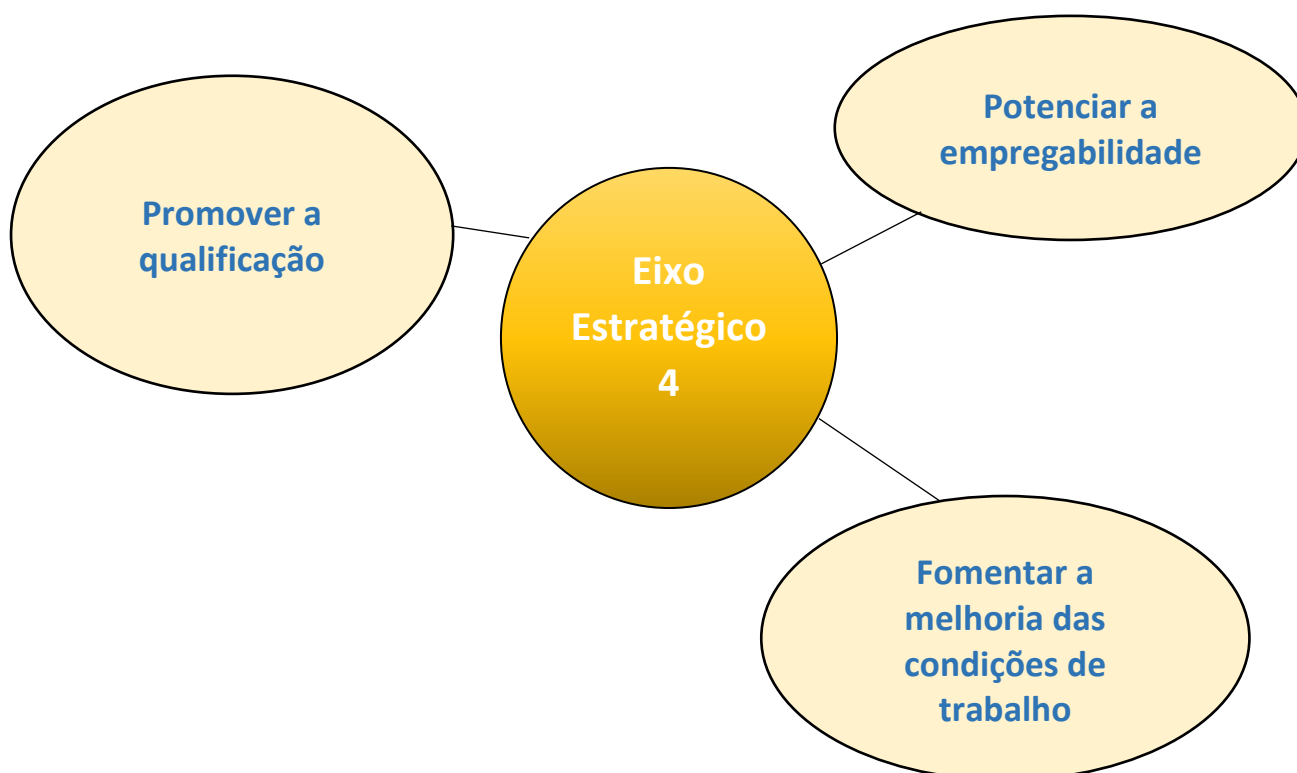 Potenciar a
empregabilidade
Promover a
qualificação
Eixo
Estratégico
4
Fomentar a
melhoria das
condições de
trabalho